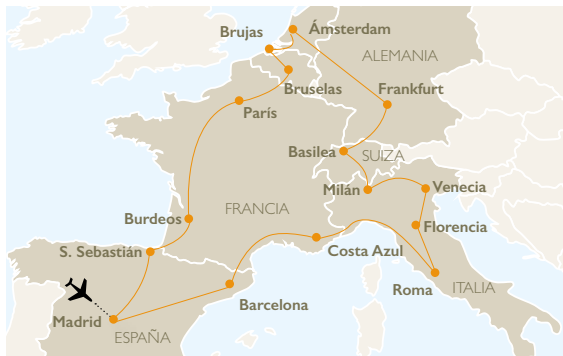 Brujas
Ámsterdam
ALEMANIA
Bruselas
Frankfurt
París
Basilea
SUIZA
Milán
Venecia
Burdeos
FRANCIA
Florencia
S. Sebastián
Costa Azul
Roma
ITALIA
Barcelona
Madrid
ESPAÑA